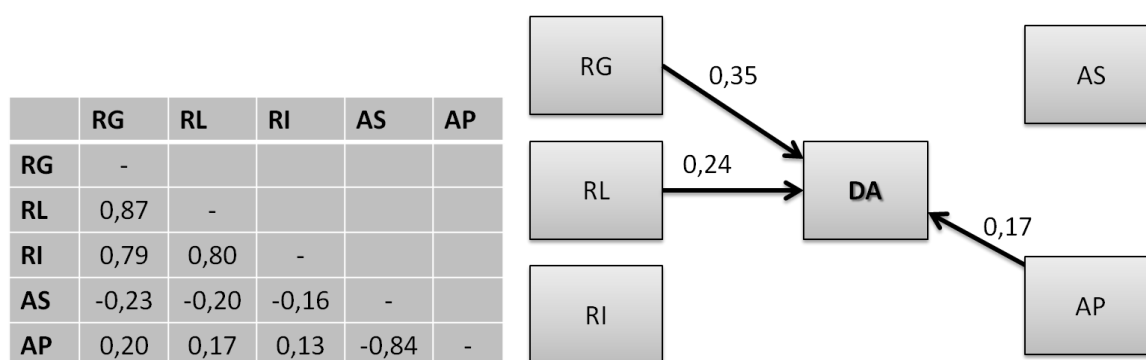 RG RL RI AS AP
RG -
RL 0,87 -
RI 0,79 0,80 -
AS -0,23 -0,20 -0,16 -
AP 0,20 0,17 0,13 -0,84 -
RG
0,35
AS
RL
0,24
DA
0,17
RI
AP